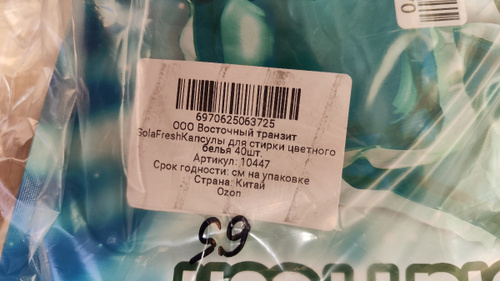 6970625063725
ООО Восточный транзит
SolaFreshКапсулы для стирки цветного
белья 40шт.
Артикул: 10447
Срок годности: см на упаковке
Страна: Китай
Ozon